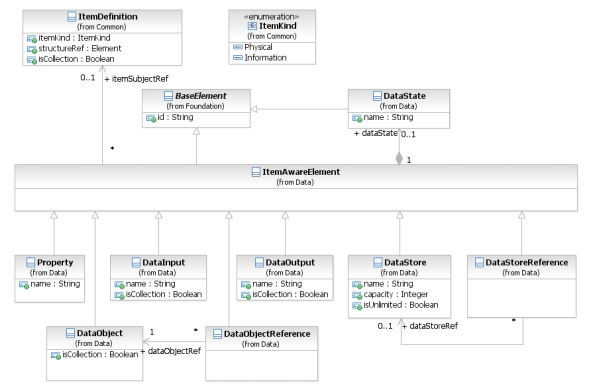 ItemDefinition
(from Common)
itemKind : ItemKind
structureRef : Element
isCollection : Boolean
«enumeration»
ItemKind
(from Common)
Physical
Information
0..1 + itemSubjectRef
*
BaseElement
(from Foundation)
id : String
DataState
(from Data)
name : String
+ dataState 0..1
1
ItemAwareElement
(from Data)
Property
(from Data)
name : String
DataInput
(from Data)
name : String
isCollection : Boolean
DataOutput
(from Data)
name : String
isCollection : Boolean
DataStore
(from Data)
name : String
capacity : Integer
isUnlimited : Boolean
DataStoreReference
(from Data)
0..1 + dataStoreRef
*
DataObject
(from Data)
isCollection : Boolean
1
*
+ dataObjectRef
DataObjectReference
(from Data)